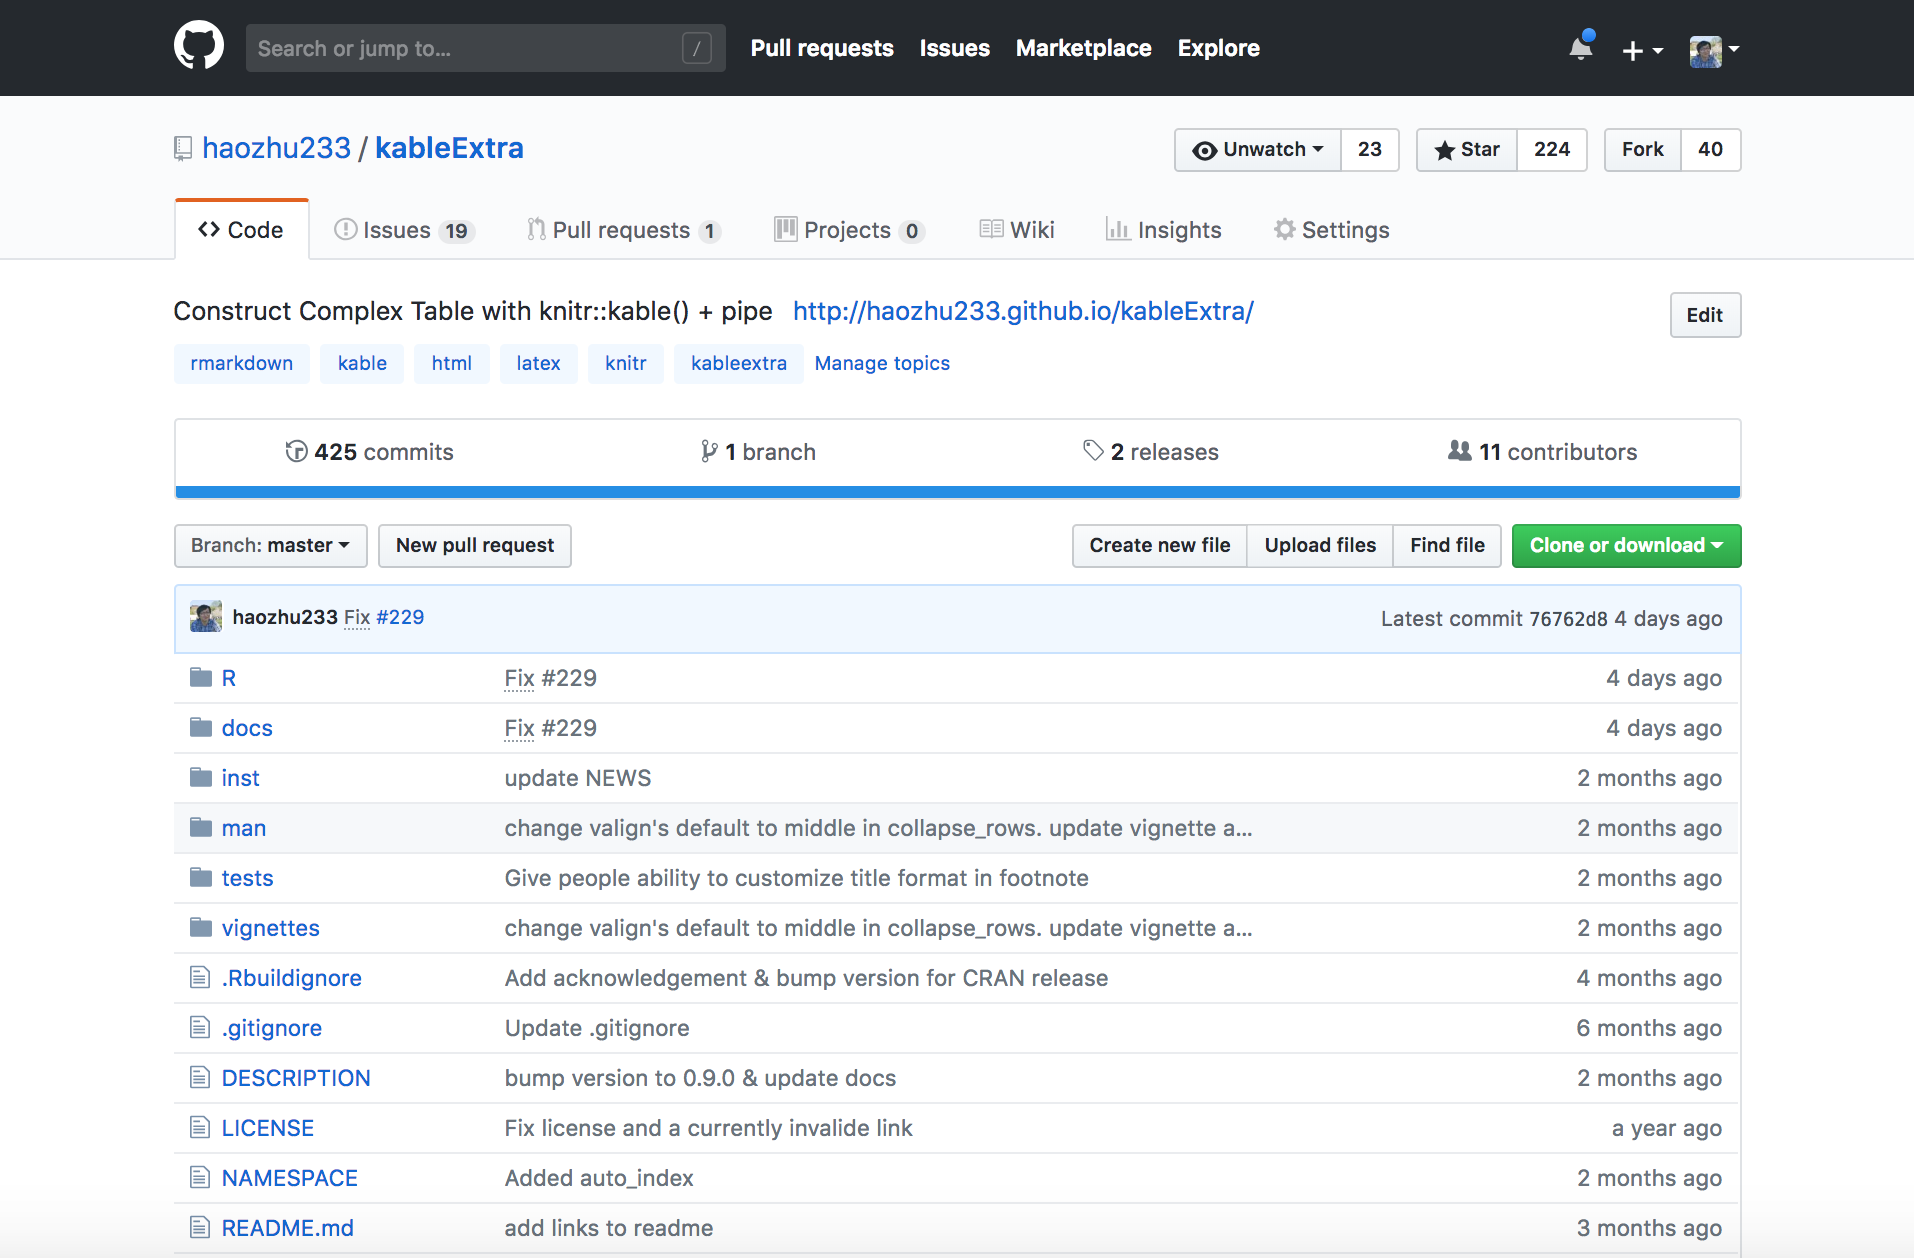 Search or jump to... / Pull requests Issues Marketplace Explore
haozhu233 / kableExtra Unwatch 23 Star 224 Fork 40
Code Issues 19 Pull requests 1 Projects 0 Wiki Insights Settings
Construct Complex Table with knitr::kable() + pipe http://haozhu233.github.io/kableExtra/ Edit
rmarkdown kable html latex knitr kableextra Manage topics
425 commits 1 branch 2 releases 11 contributors
Branch: master New pull request Create new file Upload files Find file Clone or download
haozhu233 Fix #229 Latest commit 76762d8 4 days ago
R Fix #229 4 days ago
docs Fix #229 4 days ago
inst update NEWS 2 months ago
man change valign's default to middle in collapse_rows. update vignette a... 2 months ago
tests Give people ability to customize title format in footnote 2 months ago
vignettes change valign's default to middle in collapse_rows. update vignette a... 2 months ago
.Rbuildignore Add acknowledgement & bump version for CRAN release 4 months ago
.gitignore Update .gitignore 6 months ago
DESCRIPTION bump version to 0.9.0 & update docs 2 months ago
LICENSE Fix license and a currently invalide link a year ago
NAMESPACE Added auto_index 2 months ago
README.md add links to readme 3 months ago